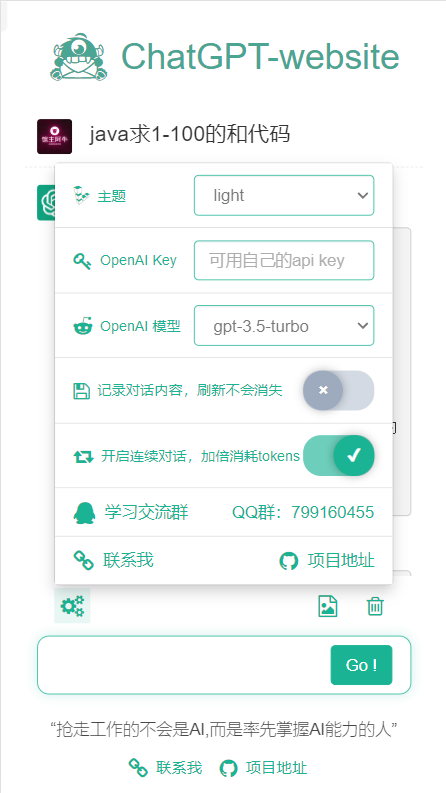 ChatGPT-website
java求1-100的和代码
主题
light
OpenAI Key
可用自己的api key
OpenAI 模型
gpt-3.5-turbo
记录对话内容，刷新不会消失
的
开启连续对话，加倍消耗tokens
学习交流群
QQ群：799160455
联系我
项目地址
Go !
“抢走工作的不会是AI,而是率先掌握AI能力的人”
联系我
项目地址